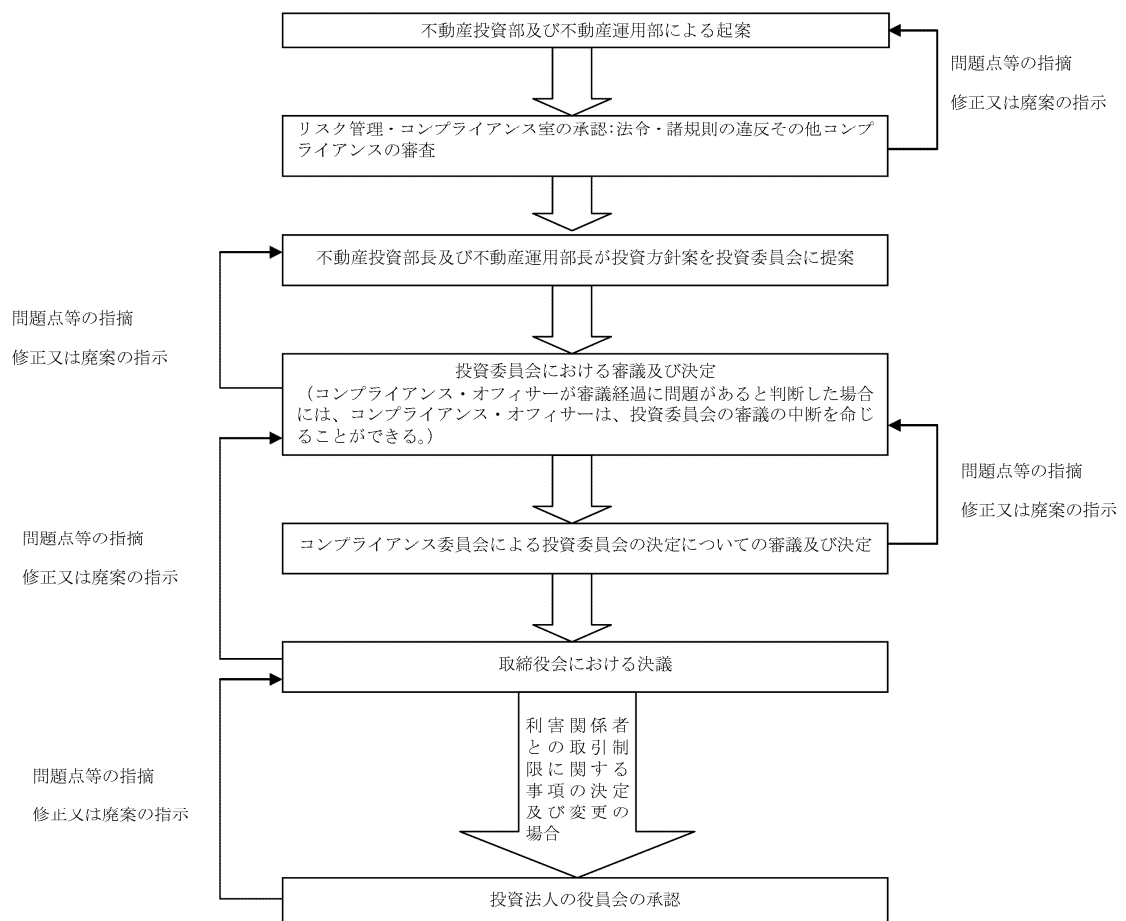 不動産投資部及び不動産運用部による起案
問題点等の指摘
修正又は廃案の指示
リスク管理・コンプライアンス室の承認：法令・諸規則の違反その他コンプ
ライアンスの審査
不動産投資部長及び不動産運用部長が投資方針案を投資委員会に提案
問題点等の指摘
修正又は廃案の指示
投資委員会における審議及び決定
（コンプライアンス・オフィサーが審議経過に問題があると判断した場合
には、コンプライアンス・オフィサーは、投資委員会の審議の中断を命じ
ることができる。）
問題点等の指摘
修正又は廃案の指示
問題点等の指摘
修正又は廃案の指示
コンプライアンス委員会による投資委員会の決定についての審議及び決定
取締役会における決議
利害関係者
との取引制
限に関する
事項の決定
及び変更の
場合
問題点等の指摘
修正又は廃案の指示
投資法人の役員会の承認